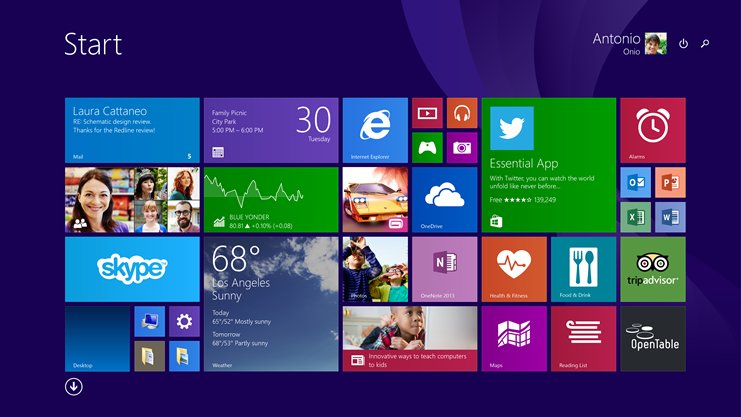 Start
Antonio
Onio
Laura Cattaneo
RE: Schematic design review.
Thanks for the Redline review!
Mail
5
Family Picnic
City Park
5:00 PM – 6:00 PM
30
Tuesday
Internet Explorer
Essential App
With Twitter, you can watch the world
unfold like never before...
Free ★★★★☆ 139,249
Alarms
BLUE YONDER
80.81 ▲ +0.10% (+0.08)
OneDrive
skype
68°
Los Angeles
Sunny
Today
65°/52° Mostly sunny
Tomorrow
68°/53° Partly sunny
Weather
Photos
OneNote 2013
Health & Fitness
Food & Drink
tripadvisor
Desktop
Innovative ways to teach computers
to kids
Maps
Reading List
OpenTable